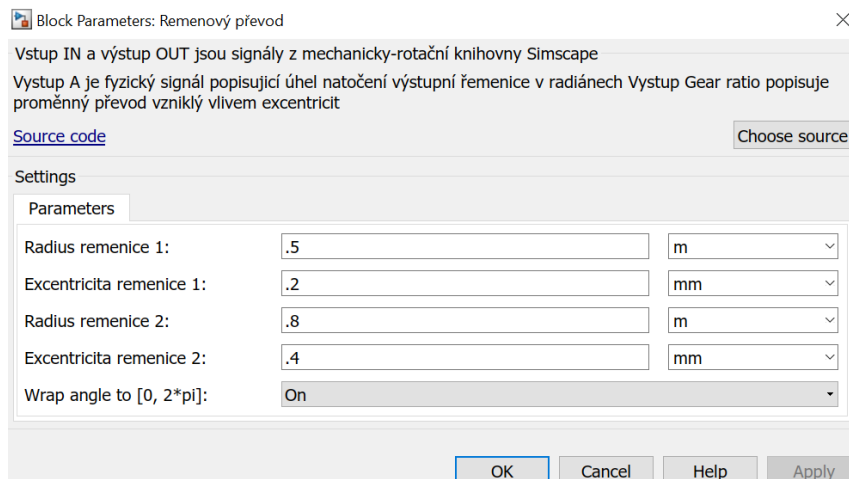 Block Parameters: Remenový převod
Vstup IN a výstup OUT jsou signály z mechanicky-rotační knihovny Simscape
Vystup A je fyzický signál popisujicí úhel natočení výstupní řemenice v radiánech Vystup Gear ratio popisuje
proměnný převod vzniklý vlivem excentricit
Source code
Choose source
Settings
Parameters
Radius remenice 1: .5 m
Excentricita remenice 1: .2 mm
Radius remenice 2: .8 m
Excentricita remenice 2: .4 mm
Wrap angle to [0, 2*pi]: On
OK Cancel Help Apply